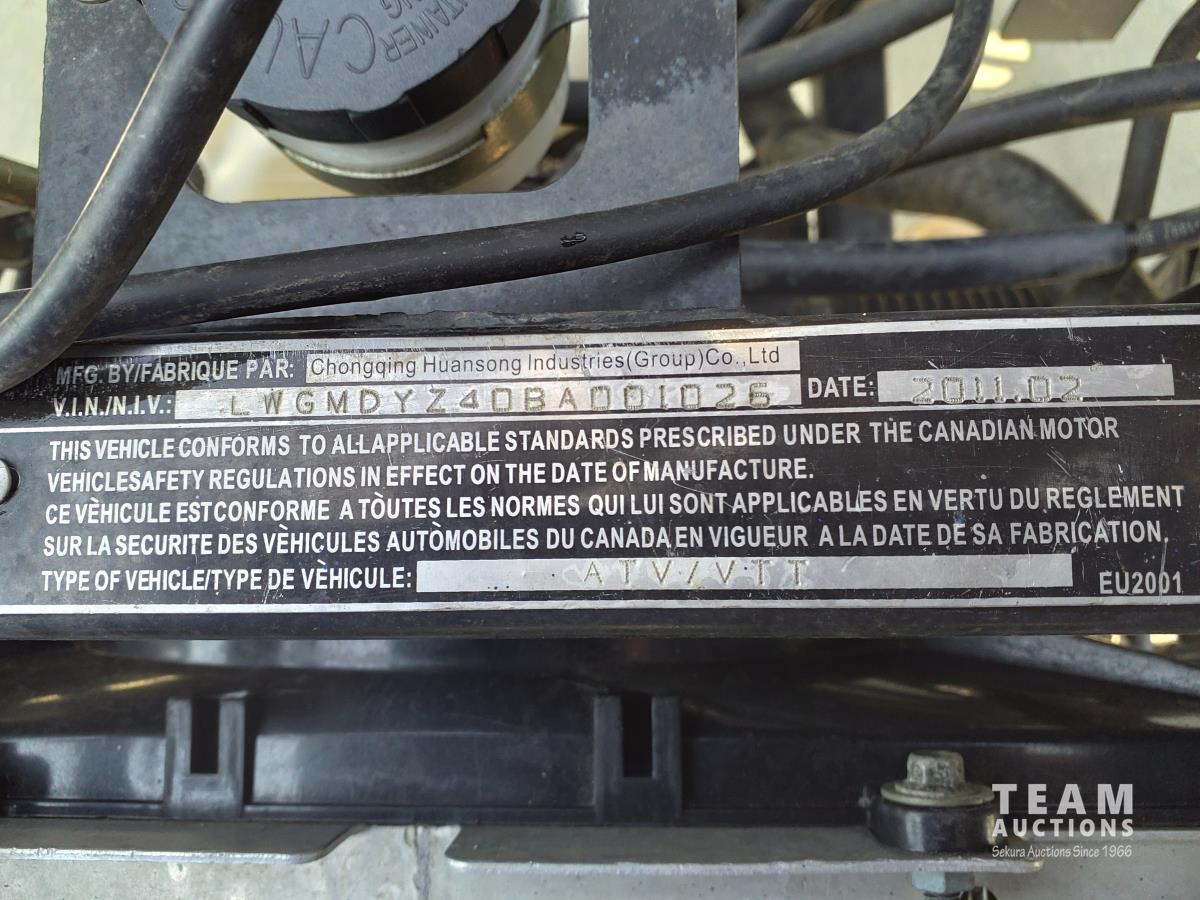 CONTAINER
CA
MFG. BY/FABRIQUE PAR: Chongqing Huansong Industries(Group)Co.,Ltd
V.I.N./N.I.V.: LWGMDYZ40BA001026 DATE: 2011.02
THIS VEHICLE CONFORMS TO ALLAPPLICABLE STANDARDS PRESCRIBED UNDER THE CANADIAN MOTOR
VEHICLESAFETY REGULATIONS IN EFFECT ON THE DATE OF MANUFACTURE.
CE VÈHICULE ESTCONFORME A TÒUTES LES NORMES QUI LUI SONT APPLICABLES EN VERTU DU REGLEMENT
SUR LA SECURITE DES VÈHICULES AUTÒMOBILES DU CANADA EN VIGUEUR A LA DATE DE SA FABRICATION.
TYPE OF VEHICLE/TYPE DE VÈHICULE: ATV/VTT EU2001
TEAM
AUCTIONS
Sekura Auctions Since 1966